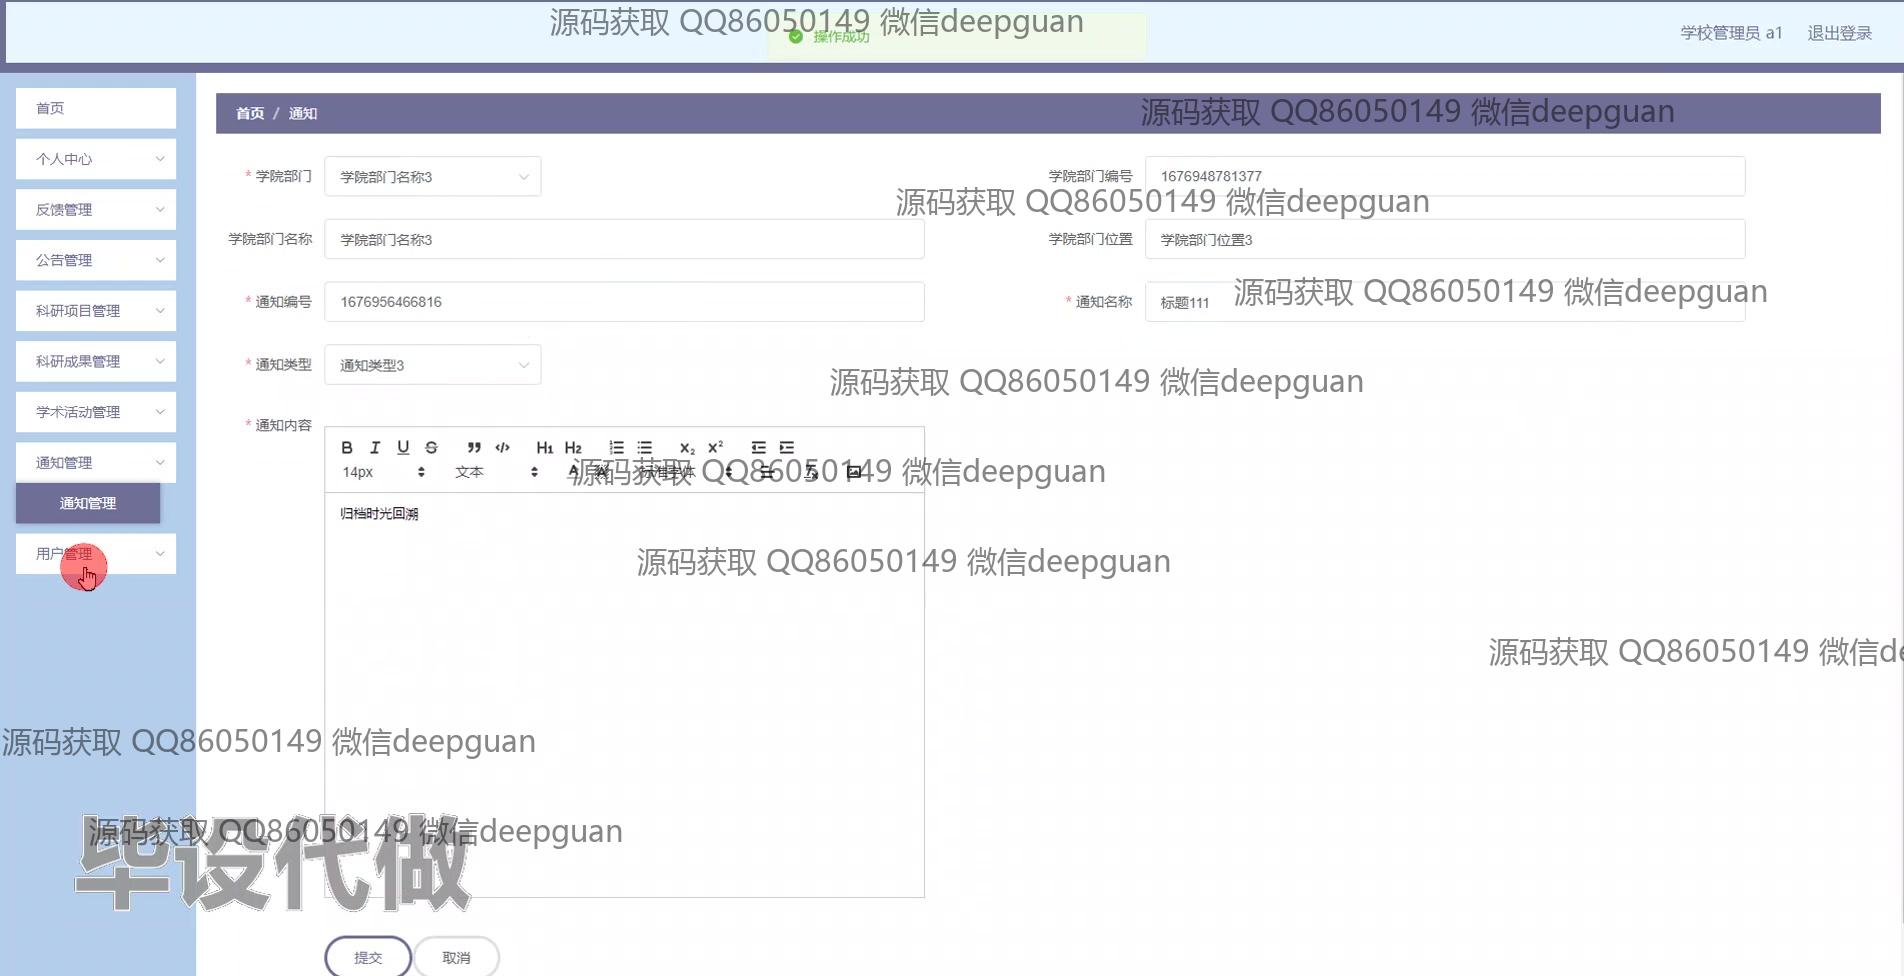 源码获取 QQ86050149 微信deepguan
操作成功
学校管理员 a1 退出登录
首页
个人中心
反馈管理
公告管理
科研项目管理
科研成果管理
学术活动管理
通知管理
通知管理
用户管理
首页 / 通知
源码获取 QQ86050149 微信deepguan
* 学院部门 学院部门名称3
学院部门编号 1676948781377
源码获取 QQ86050149 微信deepguan
学院部门名称 学院部门名称3
学院部门位置 学院部门位置3
* 通知编号 1676956466816
* 通知名称 标题111
源码获取 QQ86050149 微信deepguan
* 通知类型 通知类型3
源码获取 QQ86050149 微信deepguan
* 通知内容
B I U S H1 H2 x₂ x²
14px 文本 标准字体
源码获取 QQ86050149 微信deepguan
归档时光回溯
源码获取 QQ86050149 微信deepguan
源码获取 QQ86050149 微信de
源码获取 QQ86050149 微信deepguan
源码获取 QQ86050149 微信deepguan
毕设代做
提交 取消